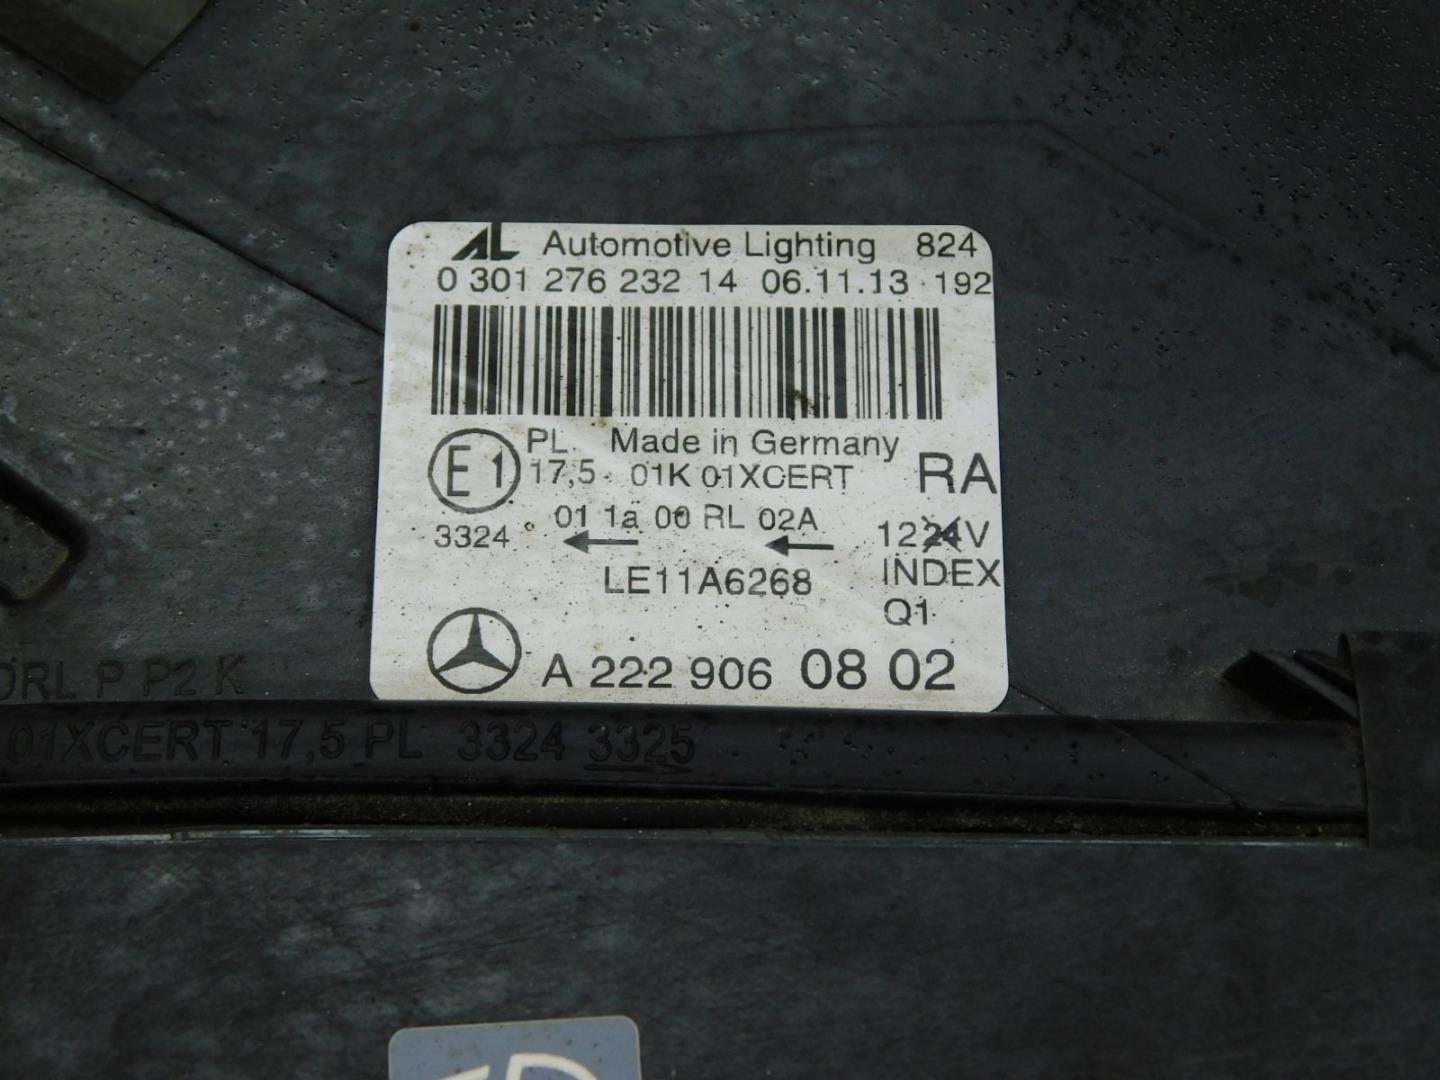 AL Automotive Lighting 824
0 301 276 232 14 06.11.13 192
E1 PL. Made in Germany
17,5 01K 01XCERT RA
01 1a 00 RL 02A
3324 1224V
LE11A6268 INDEX
Q1
A 222 906 08 02
DRL P P2 K
01XCERT 17,5 PL 3324 3325